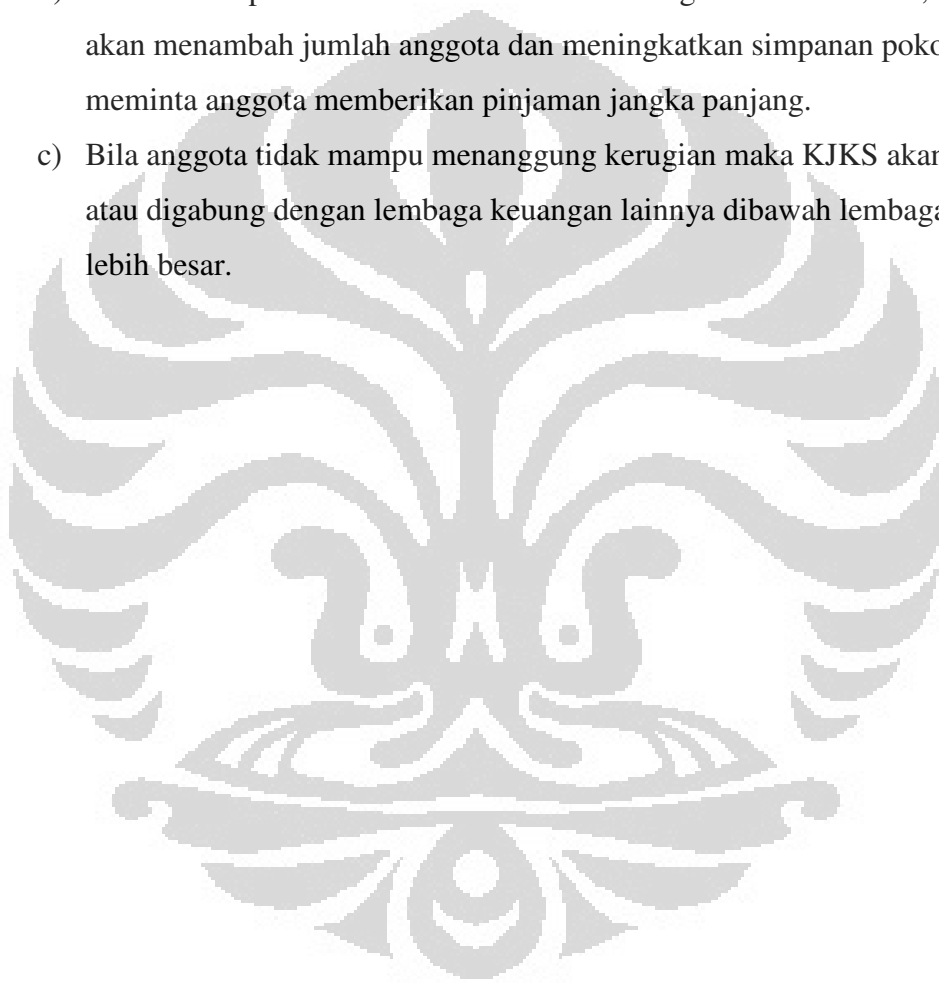 akan menambah jumlah anggota dan meningkatkan simpanan
meminta anggota memberikan pinjaman jangka panjang.
c) Bila anggota tidak mampu menanggung kerugian maka KJKS akan
atau digabung dengan lembaga keuangan lainnya dibawah lembaga
lebih besar.